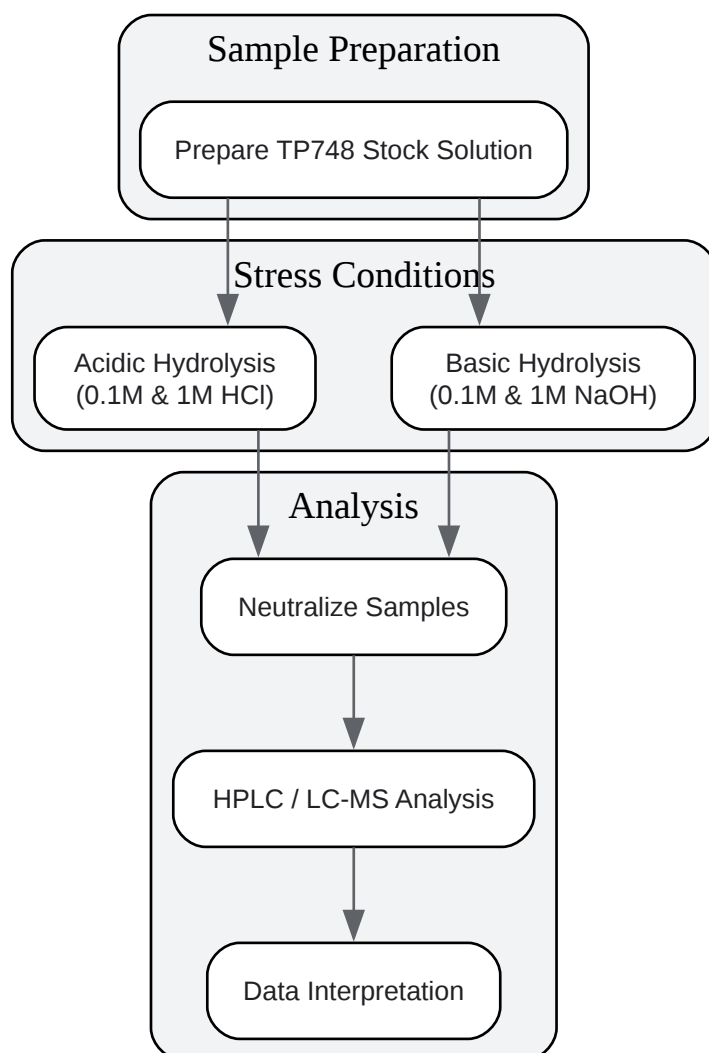 Sample Preparation
Prepare TP748 Stock Solution
Stress Conditions
Acidic Hydrolysis
(0.1M & 1M HCl)
Basic Hydrolysis
(0.1M & 1M NaOH)
Analysis
Neutralize Samples
HPLC / LC-MS Analysis
Data Interpretation